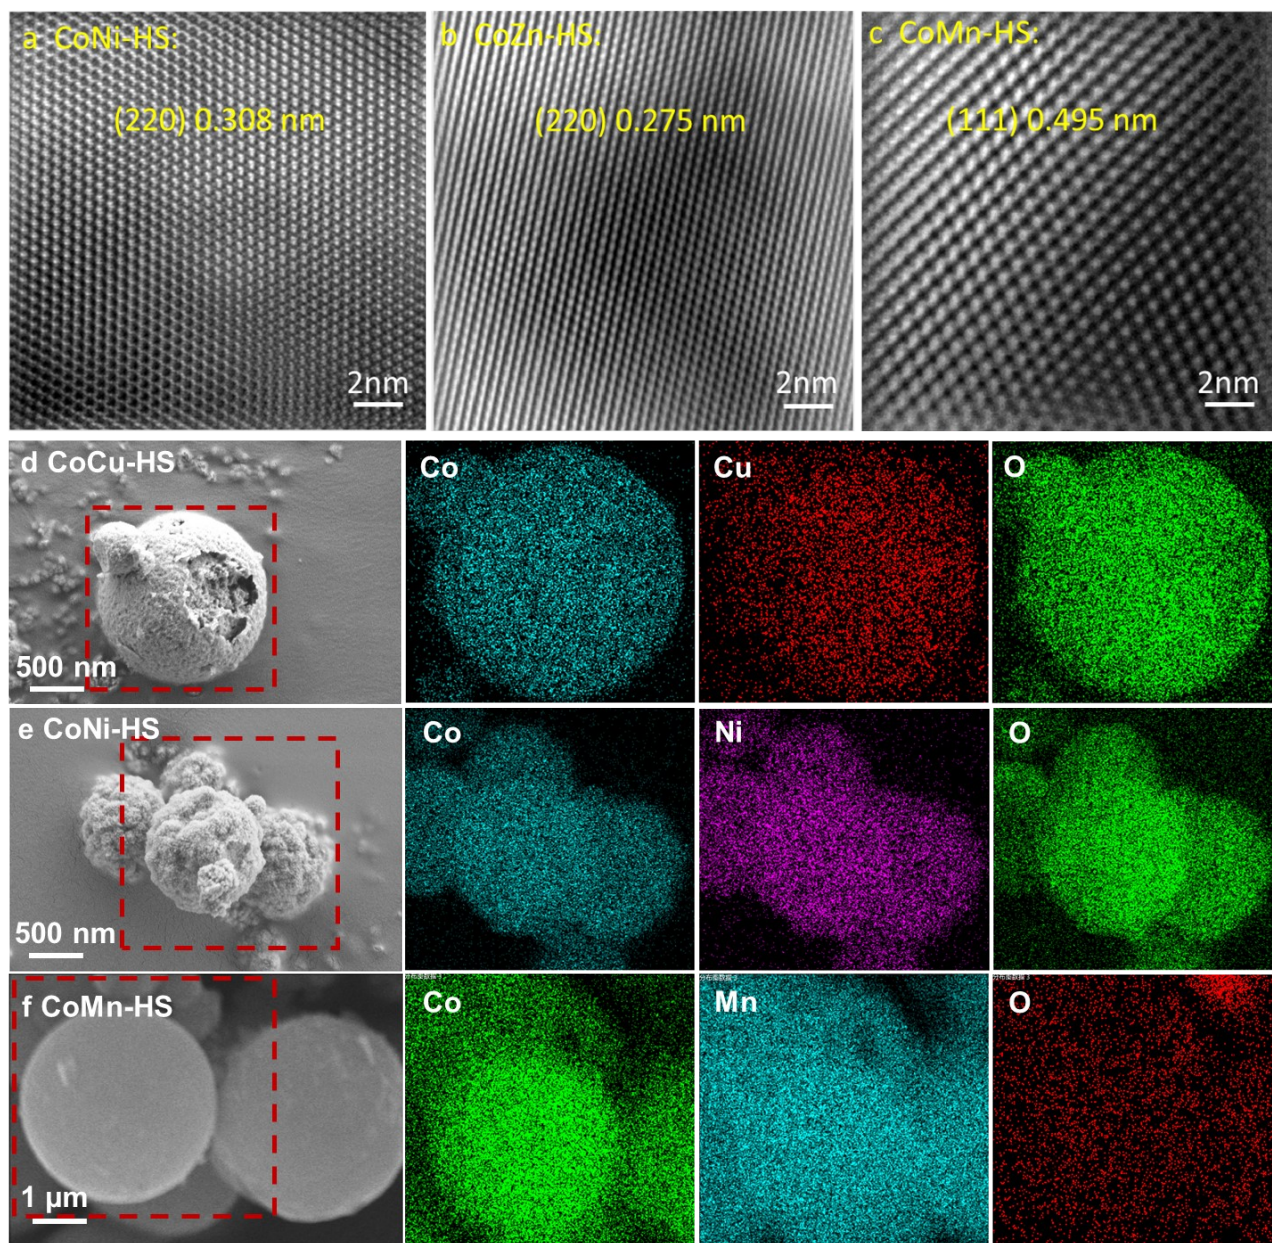 a CoNi-HS:
(220) 0.308 nm
2nm
b CoZn-HS:
(220) 0.275 nm
2nm
c CoMn-HS:
(111) 0.495 nm
2nm
d CoCu-HS
500 nm
Co
Cu
O
e CoNi-HS
500 nm
Co
Ni
O
f CoMn-HS
1 μm
Co
Mn
O